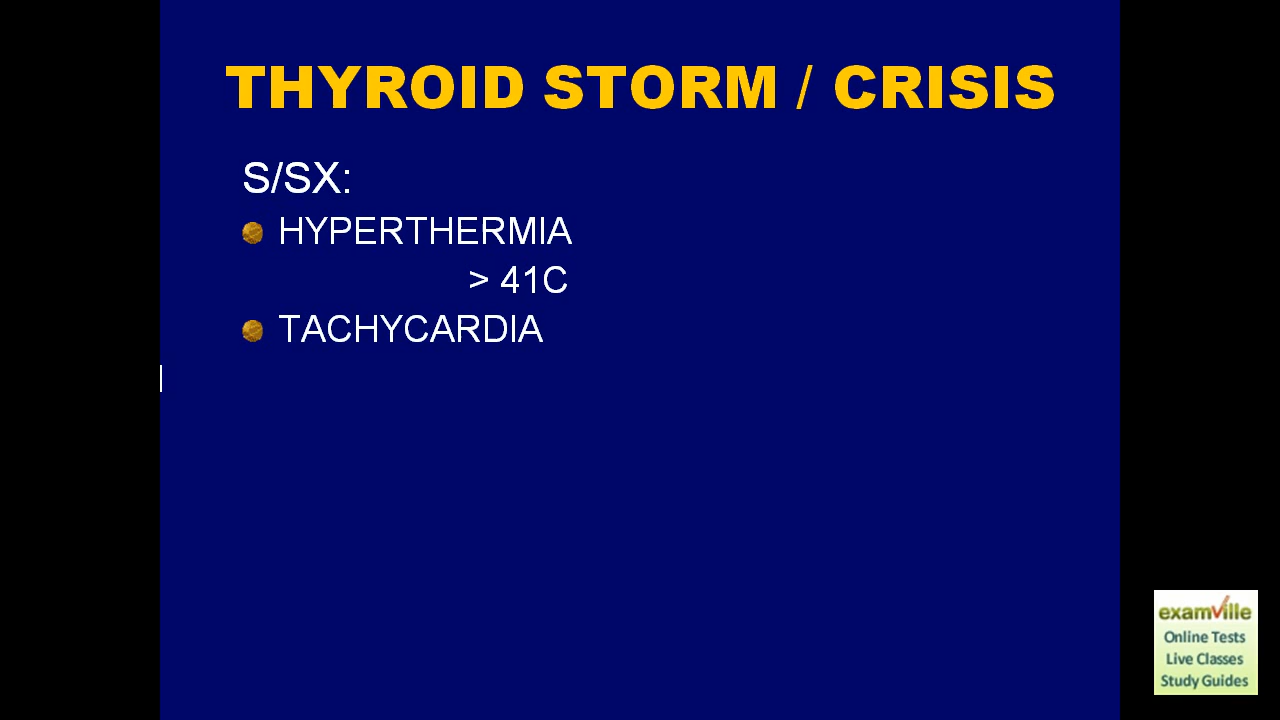 THYROID STORM / CRISIS
S/SX:
HYPERTHERMIA
> 41C
TACHYCARDIA
examville
Online Tests
Live Classes
Study Guides